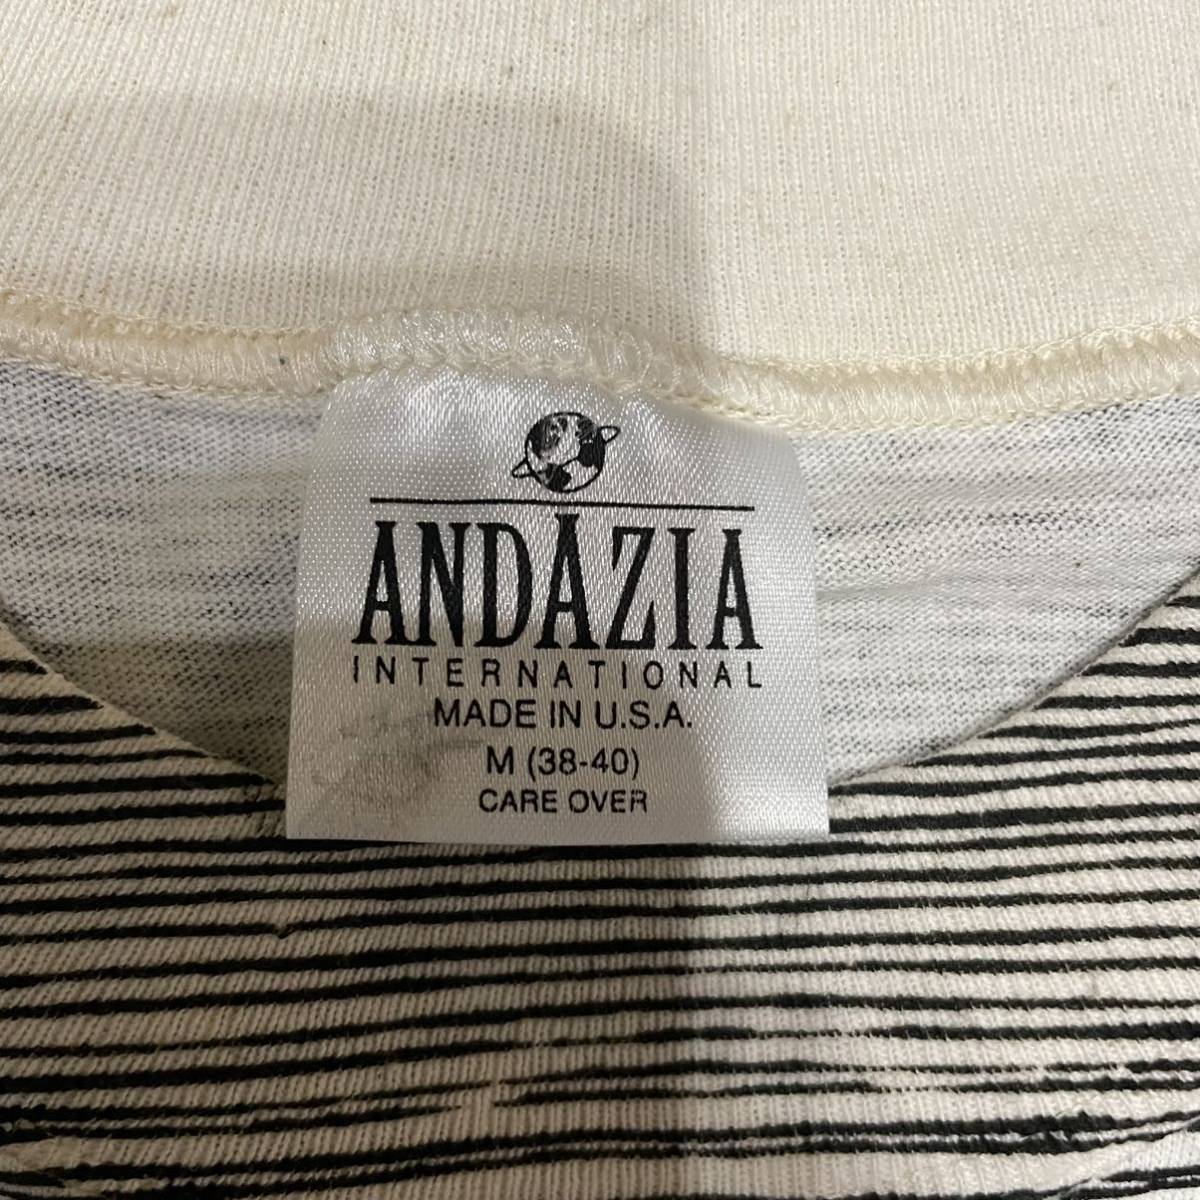 ANDAZIA
INTERNATIONAL
MADE IN U.S.A.
M (38-40)
CARE OVER